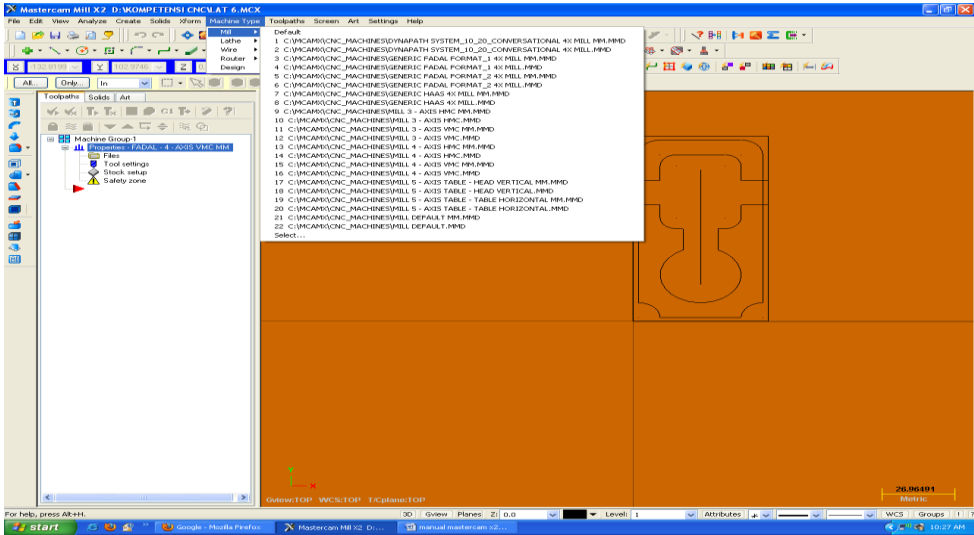 Mastercam Mill X2 D:\KOMPETENSI CNC\LAT 6.MCX
File Edit View Analyze Create Solids Xform Machine Type Toolpaths Screen Art Settings Help
Mill
Lathe
Wire
Router
Design
Default
1 C:\MCAMX\CNC_MACHINES\DYNAPATH SYSTEM_10_20_CONVERSATIONAL 4X MILL MM.MMD
2 C:\MCAMX\CNC_MACHINES\DYNAPATH SYSTEM_10_20_CONVERSATIONAL 4X MILL.MMD
3 C:\MCAMX\CNC_MACHINES\GENERIC FADAL FORMAT_1 4X MILL MM.MMD
4 C:\MCAMX\CNC_MACHINES\GENERIC FADAL FORMAT_1 4X MILL.MMD
5 C:\MCAMX\CNC_MACHINES\GENERIC FADAL FORMAT_2 4X MILL MM.MMD
6 C:\MCAMX\CNC_MACHINES\GENERIC FADAL FORMAT_2 4X MILL.MMD
7 C:\MCAMX\CNC_MACHINES\GENERIC HAAS 4X MILL MM.MMD
8 C:\MCAMX\CNC_MACHINES\GENERIC HAAS 4X MILL.MMD
9 C:\MCAMX\CNC_MACHINES\MILL 3 - AXIS HMC MM.MMD
10 C:\MCAMX\CNC_MACHINES\MILL 3 - AXIS HMC.MMD
11 C:\MCAMX\CNC_MACHINES\MILL 3 - AXIS VMC MM.MMD
12 C:\MCAMX\CNC_MACHINES\MILL 3 - AXIS VMC.MMD
13 C:\MCAMX\CNC_MACHINES\MILL 4 - AXIS HMC MM.MMD
14 C:\MCAMX\CNC_MACHINES\MILL 4 - AXIS HMC.MMD
15 C:\MCAMX\CNC_MACHINES\MILL 4 - AXIS VMC MM.MMD
16 C:\MCAMX\CNC_MACHINES\MILL 4 - AXIS VMC.MMD
17 C:\MCAMX\CNC_MACHINES\MILL 5 - AXIS TABLE - HEAD VERTICAL MM.MMD
18 C:\MCAMX\CNC_MACHINES\MILL 5 - AXIS TABLE - HEAD VERTICAL.MMD
19 C:\MCAMX\CNC_MACHINES\MILL 5 - AXIS TABLE - TABLE HORIZONTAL MM.MMD
20 C:\MCAMX\CNC_MACHINES\MILL 5 - AXIS TABLE - TABLE HORIZONTAL.MMD
21 C:\MCAMX\CNC_MACHINES\MILL DEFAULT MM.MMD
22 C:\MCAMX\CNC_MACHINES\MILL DEFAULT.MMD
Select...
X -132.8199 Y 102.9746 Z 0.
All... Only... In
Toolpaths Solids Art
G1
Machine Group-1
Properties - FADAL - 4 - AXIS VMC MM
Files
Tool settings
Stock setup
Safety zone
Y
X
Gview:TOP WCS:TOP T/Cplane:TOP
26.96491
Metric
For help, press Alt+H.
3D Gview Planes Z: 0.0 Level: 1 Attributes WCS Groups ! ?
start Google - Mozilla Firefox Mastercam Mill X2 D:... manual mastercam x2... 10:27 AM